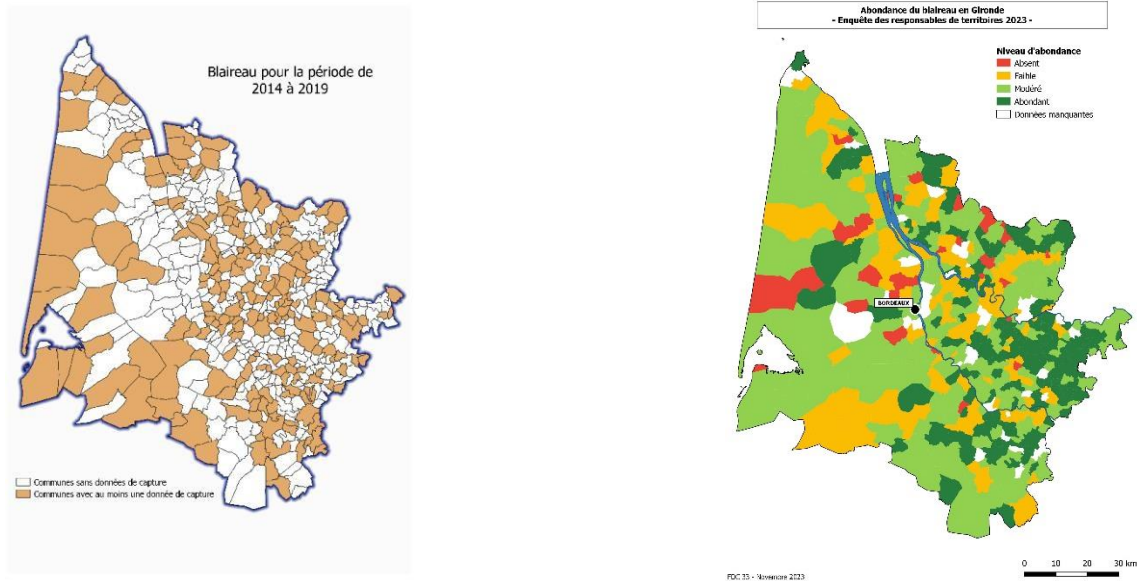 Blaireau pour la période de
2014 à 2019
Communes sans données de capture
Communes avec au moins une donnée de capture
Abondance du blaireau en Gironde
- Enquête des responsables de territoires 2023 -
Niveau d'abondance
Absent
Faible
Modéré
Abondant
Données manquantes
BORDEAUX
FDC 33 - Novembre 2023
0 10 20 30 km